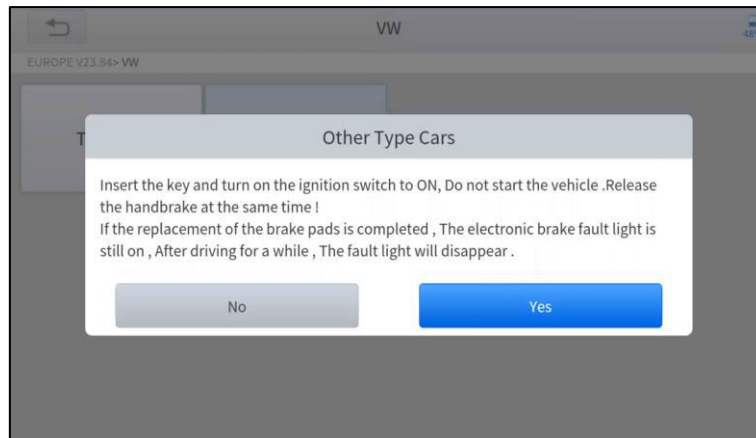 VW
48%
EUROPE V23.84> VW
T
Other Type Cars
Insert the key and turn on the ignition switch to ON, Do not start the vehicle .Release
the handbrake at the same time !
If the replacement of the brake pads is completed , The electronic brake fault light is
still on , After driving for a while , The fault light will disappear .
No
Yes